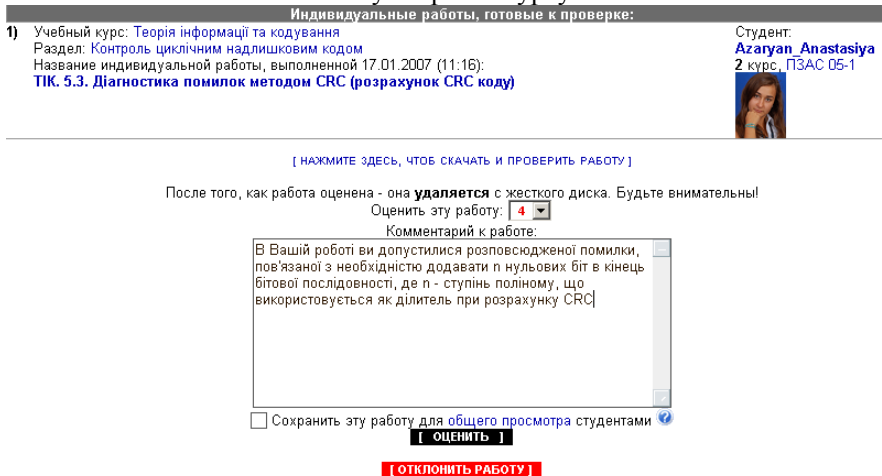 Индивидуальные работы, готовые к проверке:
1) Учебный курс: Теорія інформації та кодування
Студент:
Раздел: Контроль циклічним надлишковим кодом
Azaryan_Anastasiya
Название индивидуальной работы, выполненной 17.01.2007 (11:16):
2 курс, ПЗАС 05-1
ТІК. 5.3. Діагностика помилок методом CRC (розрахунок CRC коду)
[ НАЖМИТЕ ЗДЕСЬ, ЧТОБ СКАЧАТЬ И ПРОВЕРИТЬ РАБОТУ ]
После того, как работа оценена - она удаляется с жесткого диска. Будьте внимательны!
Оценить эту работу: 4
Комментарий к работе:
В Вашій роботі ви допустилися розповсюдженої помилки,
пов'язаної з необхідністю додавати n нульових біт в кінець
бітової послідовності, де n - ступінь поліному, що
використовується як ділитель при розрахунку CRC
Сохранить эту работу для общего просмотра студентами ?
[ ОЦЕНИТЬ ]
[ ОТКЛОНИТЬ РАБОТУ ]